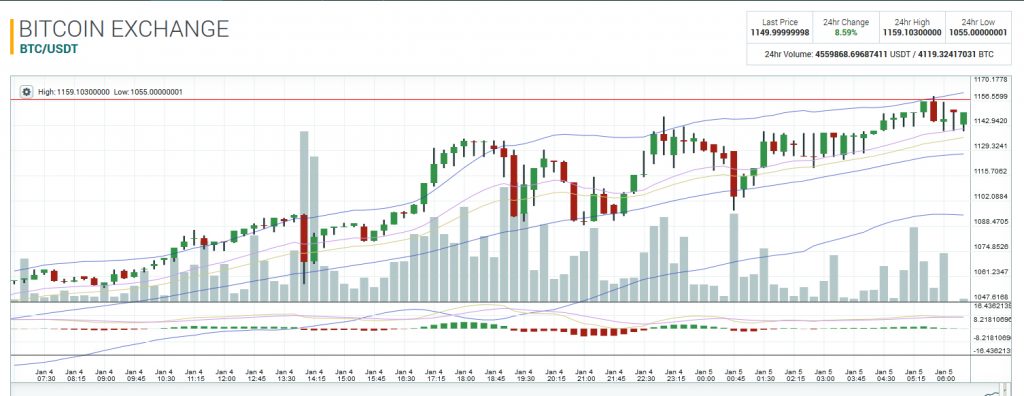 BITCOIN EXCHANGE
BTC/USDT
Last Price 24hr Change 24hr High 24hr Low
1149.99999998 8.59% 1159.10300000 1055.00000001
24hr Volume: 4559868.69687411 USDT / 4119.32417031 BTC
High: 1159.10300000 Low: 1055.00000001
1170.1778
1156.5599
1142.9420
1129.3241
1115.7062
1102.0884
1088.4705
1074.8526
1061.2347
1047.6168
16.4362138
8.21810690
-8.2181069
-16.436213
Jan 4 Jan 4 Jan 4 Jan 4 Jan 4 Jan 4 Jan 4 Jan 4 Jan 4 Jan 4 Jan 4 Jan 4 Jan 4 Jan 4 Jan 4 Jan 4 Jan 4 Jan 4 Jan 4 Jan 4 Jan 4 Jan 4 Jan 5 Jan 5 Jan 5 Jan 5 Jan 5 Jan 5 Jan 5 Jan 5 Jan 5
07:30 08:15 09:00 09:45 10:30 11:15 12:00 12:45 13:30 14:15 15:00 15:45 16:30 17:15 18:00 18:45 19:30 20:15 21:00 21:45 22:30 23:15 00:00 00:45 01:30 02:15 03:00 03:45 04:30 05:15 06:00